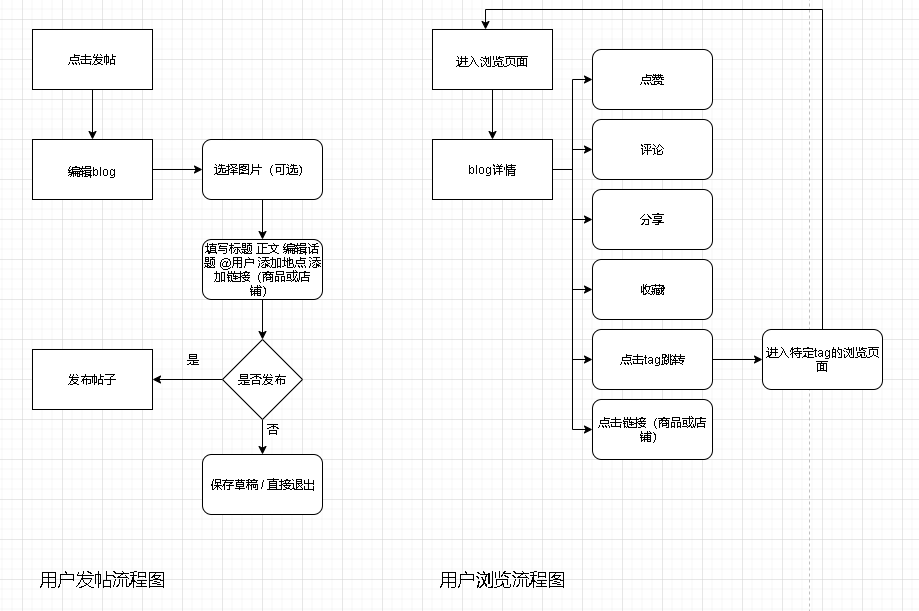 点击发帖
编辑blog
选择图片（可选）
填写标题 正文 编辑话
题 @用户 添加地点 添
加链接（商品或店
铺）
是否发布
是
发布帖子
否
保存草稿 / 直接退出
用户发帖流程图
进入浏览页面
blog详情
点赞
评论
分享
收藏
点击tag跳转
进入特定tag的浏览页
面
点击链接（商品或店
铺）
用户浏览流程图